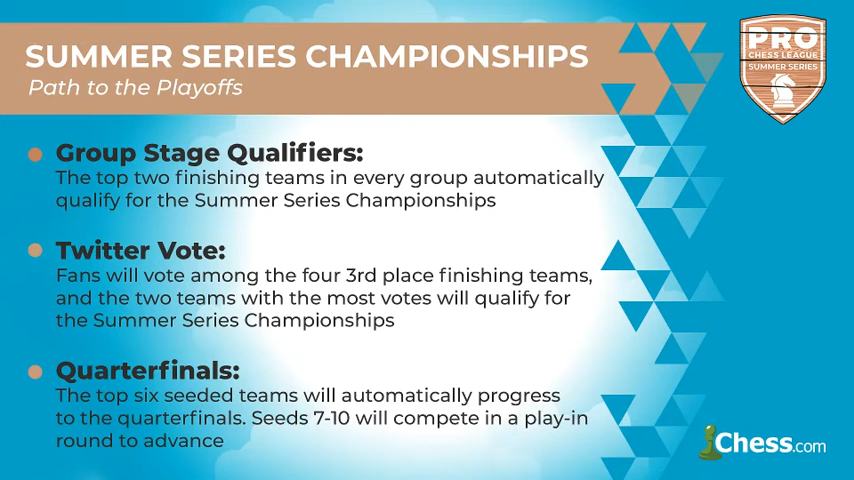 SUMMER SERIES CHAMPIONSHIPS
Path to the Playoffs
PRO
CHESS LEAGUE
SUMMER SERIES
Group Stage Qualifiers:
The top two finishing teams in every group automatically
qualify for the Summer Series Championships
Twitter Vote:
Fans will vote among the four 3rd place finishing teams,
and the two teams with the most votes will qualify for
the Summer Series Championships
Quarterfinals:
The top six seeded teams will automatically progress
to the quarterfinals. Seeds 7-10 will compete in a play-in
round to advance
Chess.com